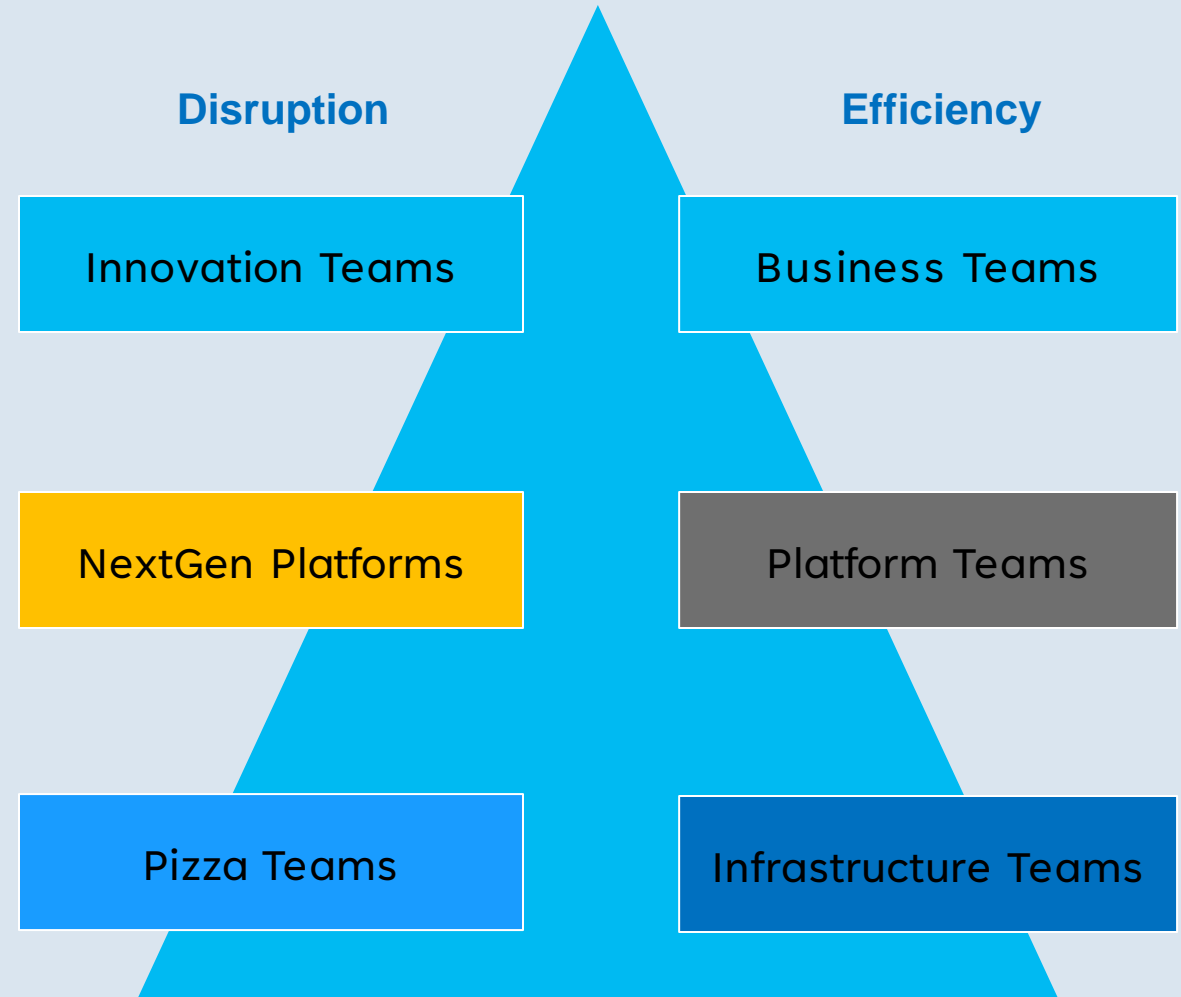 Disruption
Efficiency
Innovation Teams
Business Teams
NextGen Platforms
Platform Teams
Pizza Teams
Infrastructure Teams